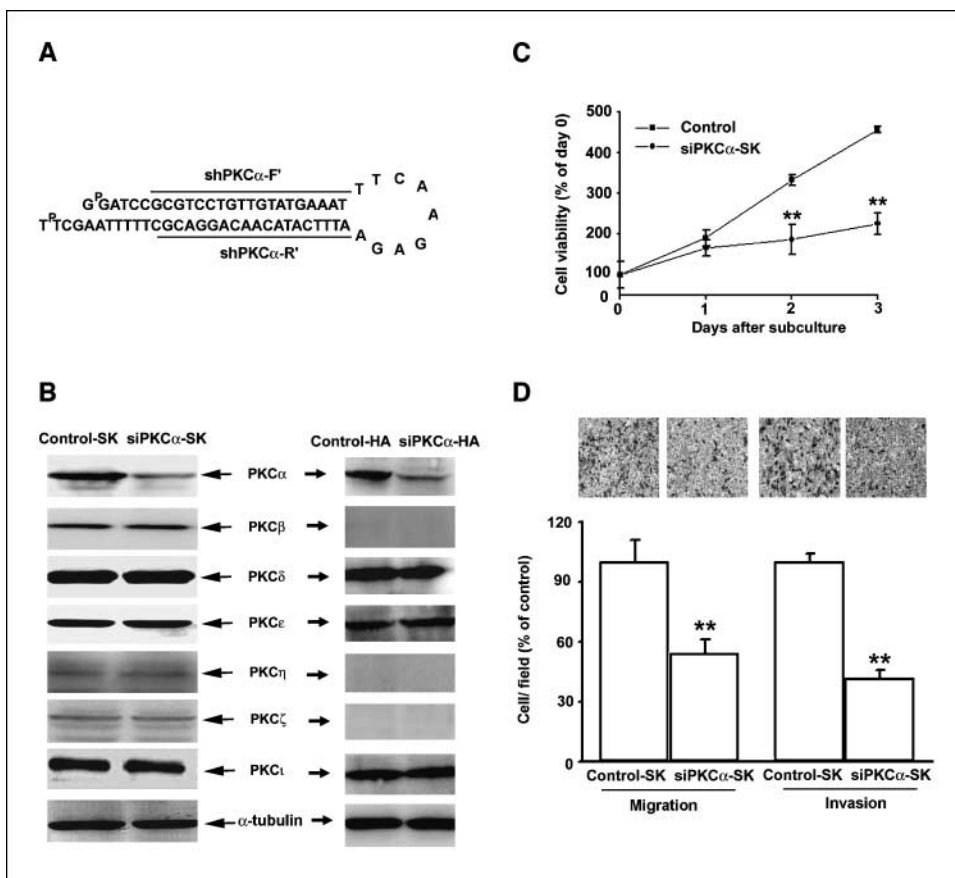 A
shPKCα-F'
T T C A A G A G A
GPGATCCGCGTCCTGTTGTATGAAAT
TPTCGAATTTTTCGCAGGACAACATACTTTA
shPKCα-R'
B
Control-SK siPKCα-SK
Control-HA siPKCα-HA
PKCα
PKCβ
PKCδ
PKCε
PKCη
PKCζ
PKCι
α-tubulin
C
Cell viability (% of day 0)
500
400
300
200
100
0
Control
siPKCα-SK
**
**
0 1 2 3
Days after subculture
D
Cell/ field (% of control)
120
90
60
30
0
**
**
Control-SK siPKCα-SK Control-SK siPKCα-SK
Migration Invasion